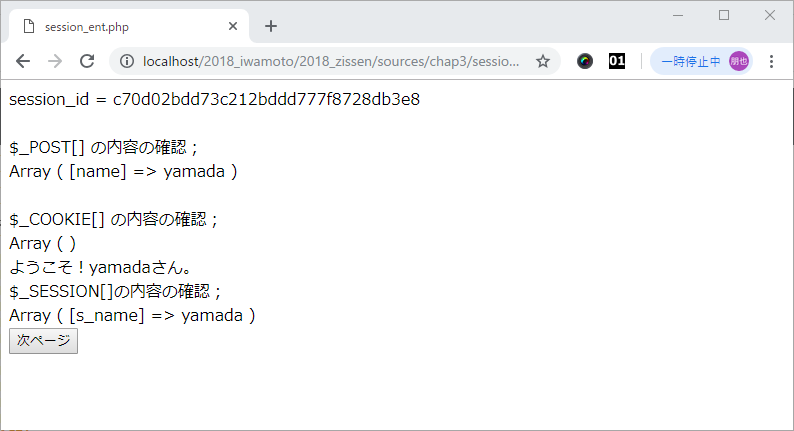 session_ent.php
localhost/2018_iwamoto/2018_zissen/sources/chap3/sessio...
01
一時停止中
朋也
session_id = c70d02bdd73c212bddd777f8728db3e8
$_POST[] の内容の確認；
Array ( [name] => yamada )
$_COOKIE[] の内容の確認；
Array ( )
ようこそ！yamadaさん。
$_SESSION[]の内容の確認；
Array ( [s_name] => yamada )
次ページ